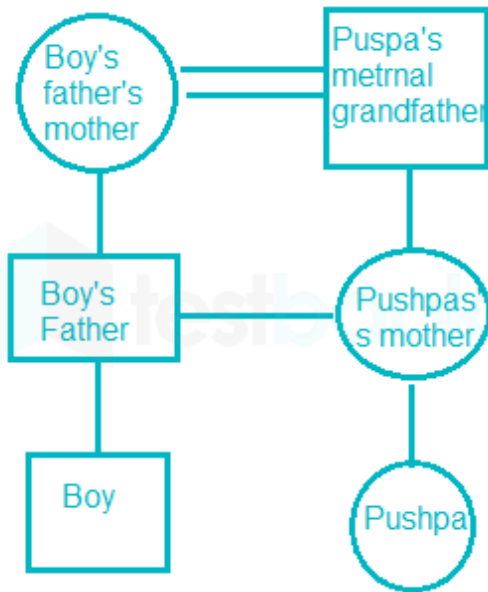 Boy's
father's
mother
Puspa's
metrnal
grandfather
Boy's
Father
Pushpas'
s mother
Boy
Pushpa